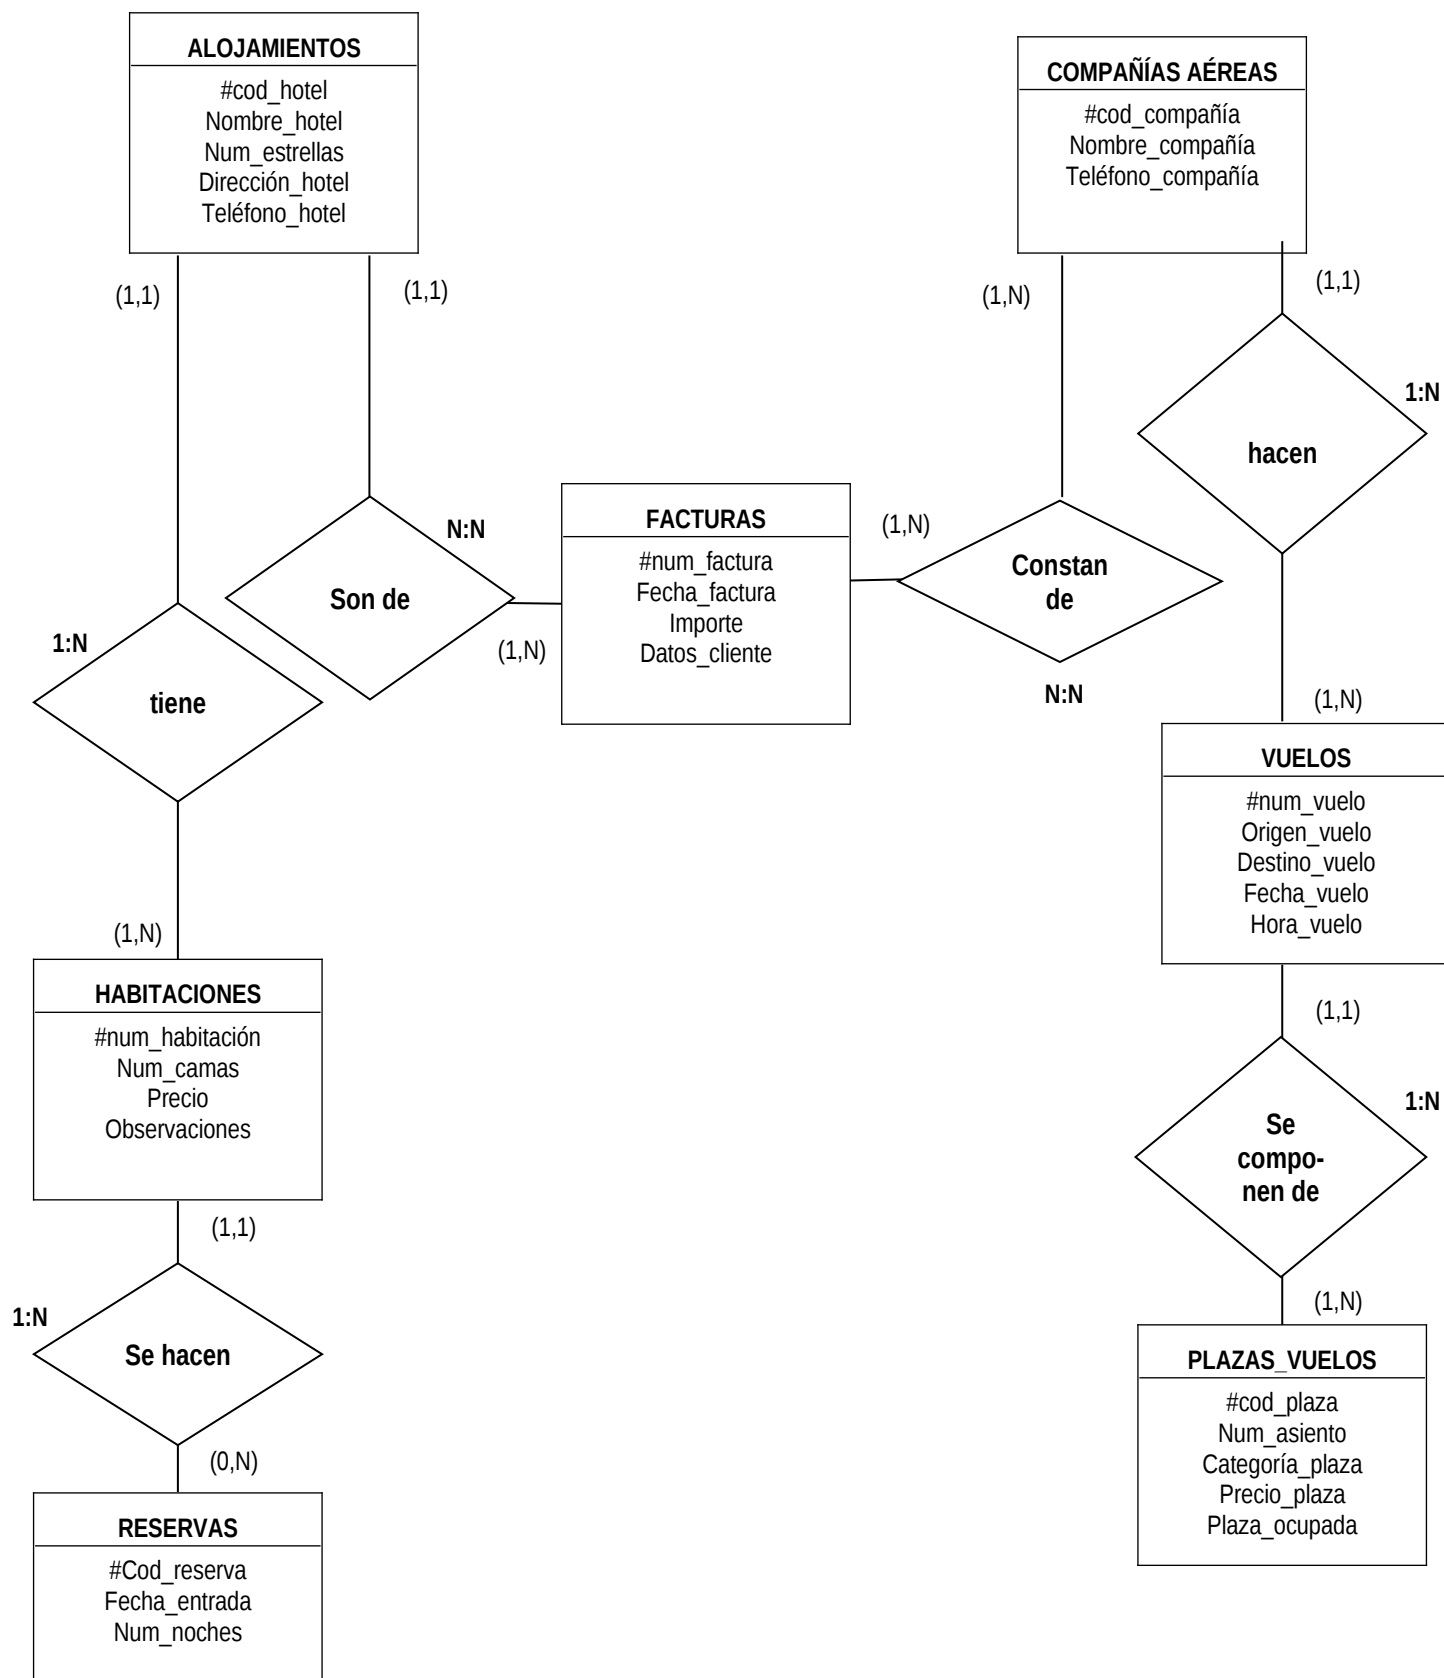 ALOJAMIENTOS
#cod_hotel
Nombre_hotel
Num_estrellas
Dirección_hotel
Teléfono_hotel
COMPAÑÍAS AÉREAS
#cod_compañía
Nombre_compañía
Teléfono_compañía
(1,1)
(1,1)
(1,N)
(1,1)
1:N
hacen
N:N
Son de
(1,N)
FACTURAS
#num_factura
Fecha_factura
Importe
Datos_cliente
(1,N)
Constan
de
N:N
1:N
tiene
(1,N)
VUELOS
#num_vuelo
Origen_vuelo
Destino_vuelo
Fecha_vuelo
Hora_vuelo
(1,N)
HABITACIONES
#num_habitación
Num_camas
Precio
Observaciones
(1,1)
1:N
Se
compo-
nen de
(1,1)
1:N
Se hacen
(0,N)
(1,N)
PLAZAS_VUELOS
#cod_plaza
Num_asiento
Categoría_plaza
Precio_plaza
Plaza_ocupada
RESERVAS
#Cod_reserva
Fecha_entrada
Num_noches